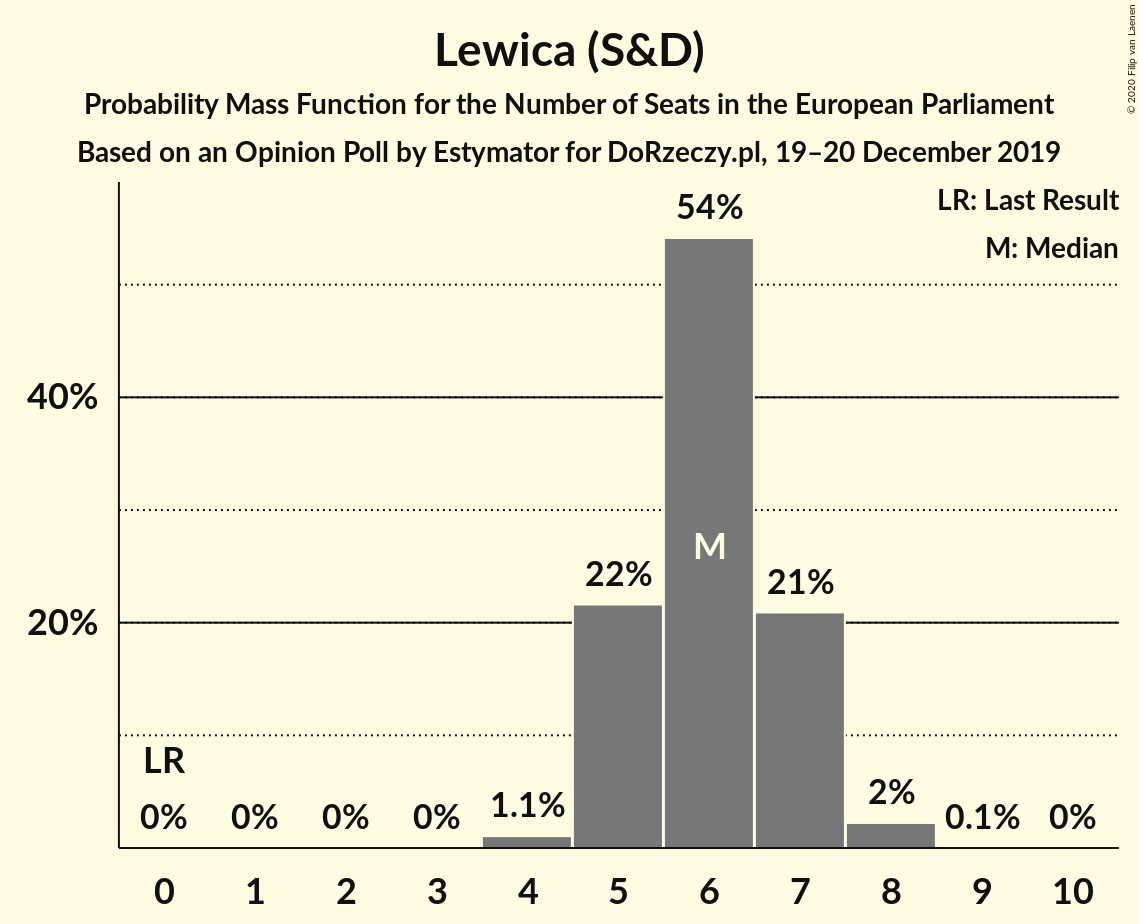 Lewica (S&D)
Probability Mass Function for the Number of Seats in the European Parliament
Based on an Opinion Poll by Estymator for DoRzeczy.pl, 19–20 December 2019
© 2020 Filip van Laenen
LR: Last Result
M: Median
54%
40%
M
22%
21%
20%
LR
0%
0%
0%
0%
1.1%
2%
0.1%
0%
0 1 2 3 4 5 6 7 8 9 10